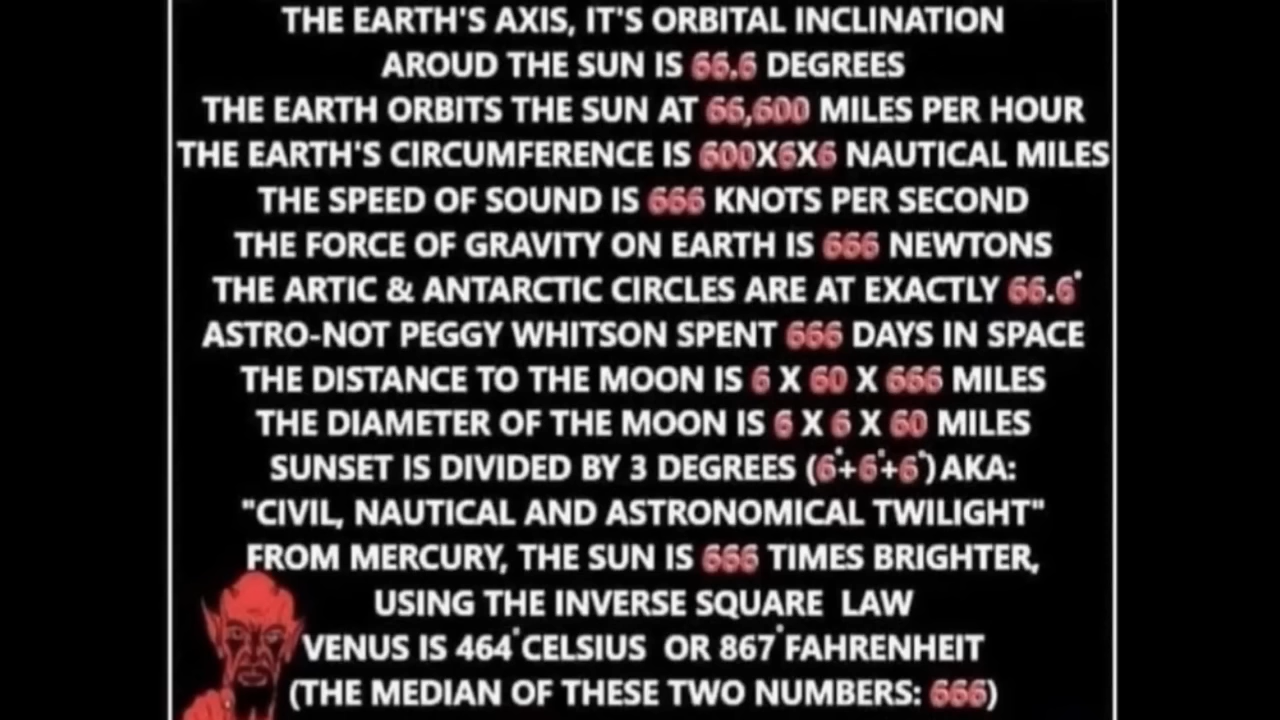 THE EARTH'S AXIS, IT'S ORBITAL INCLINATION
AROUD THE SUN IS 66.6 DEGREES
THE EARTH ORBITS THE SUN AT 66,600 MILES PER HOUR
THE EARTH'S CIRCUMFERENCE IS 600X6X6 NAUTICAL MILES
THE SPEED OF SOUND IS 666 KNOTS PER SECOND
THE FORCE OF GRAVITY ON EARTH IS 666 NEWTONS
THE ARTIC & ANTARCTIC CIRCLES ARE AT EXACTLY 66.6°
ASTRO-NOT PEGGY WHITSON SPENT 666 DAYS IN SPACE
THE DISTANCE TO THE MOON IS 6 X 60 X 666 MILES
THE DIAMETER OF THE MOON IS 6 X 6 X 60 MILES
SUNSET IS DIVIDED BY 3 DEGREES (6°+6°+6°) AKA:
"CIVIL, NAUTICAL AND ASTRONOMICAL TWILIGHT"
FROM MERCURY, THE SUN IS 666 TIMES BRIGHTER,
USING THE INVERSE SQUARE LAW
VENUS IS 464°CELSIUS OR 867°FAHRENHEIT
(THE MEDIAN OF THESE TWO NUMBERS: 666)